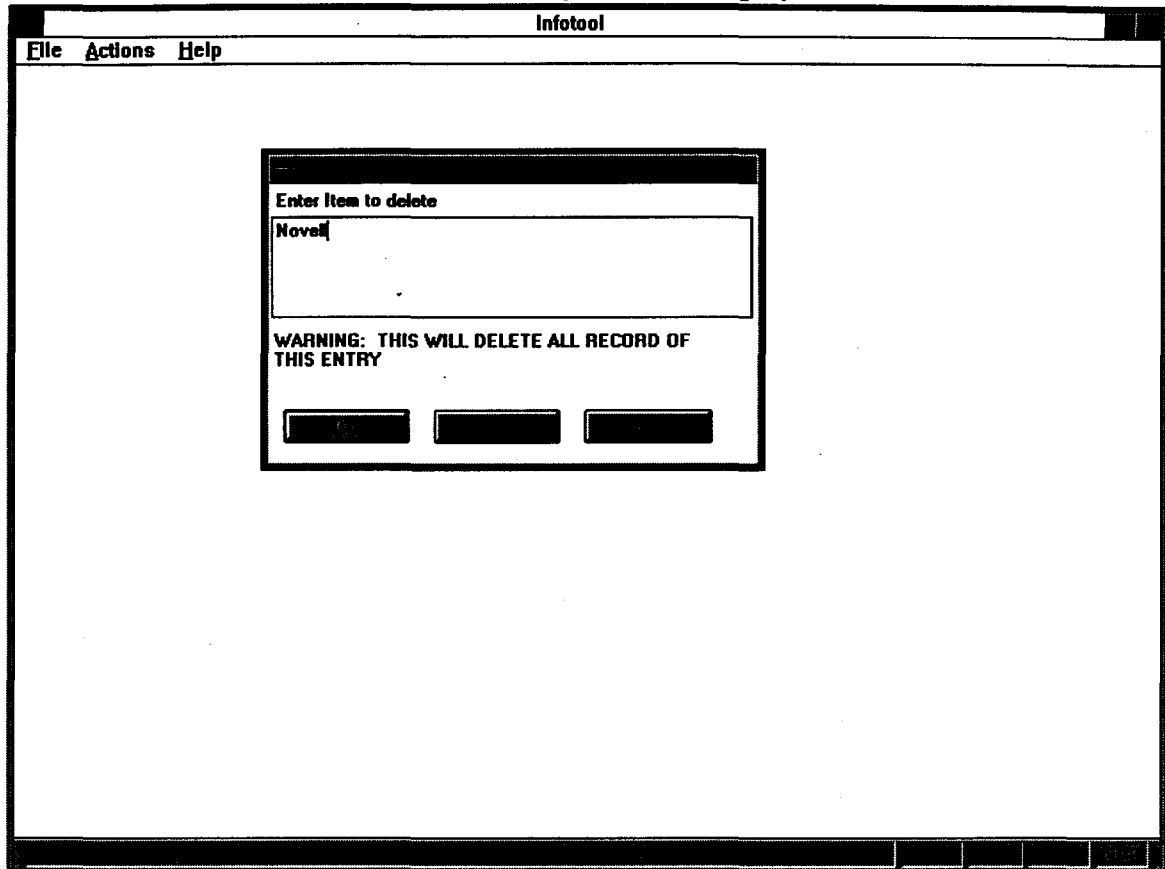 Infotool
File Actions Help
Enter Item to delete
Novell
WARNING: THIS WILL DELETE ALL RECORD OF
THIS ENTRY